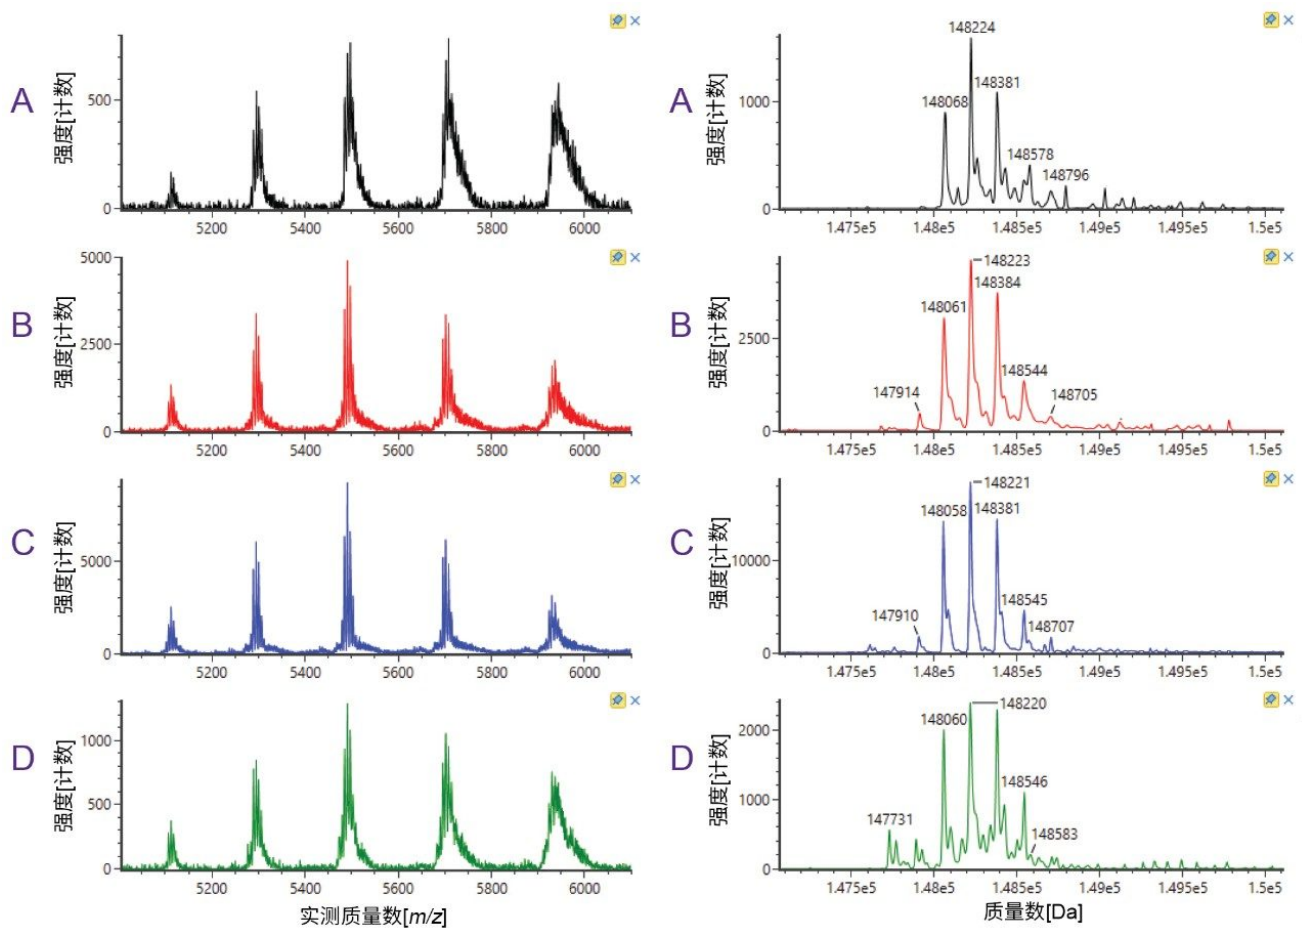 A
强度[计数]
500
0
5200
5400
5600
5800
6000
A
强度[计数]
1000
0
148224
148381
148068
148578
148796
1.475e5
1.48e5
1.485e5
1.49e5
1.495e5
1.5e5
B
强度[计数]
5000
2500
0
5200
5400
5600
5800
6000
B
强度[计数]
2500
0
148223
148384
148061
148544
147914
148705
1.475e5
1.48e5
1.485e5
1.49e5
1.495e5
1.5e5
C
强度[计数]
5000
0
5200
5400
5600
5800
6000
C
强度[计数]
10000
0
148221
148058
148381
147910
148545
148707
1.475e5
1.48e5
1.485e5
1.49e5
1.495e5
1.5e5
D
强度[计数]
1000
500
0
5200
5400
5600
5800
6000
实测质量数[m/z]
D
强度[计数]
2000
1000
0
148220
148060
148546
147731
148583
1.475e5
1.48e5
1.485e5
1.49e5
1.495e5
1.5e5
质量数[Da]